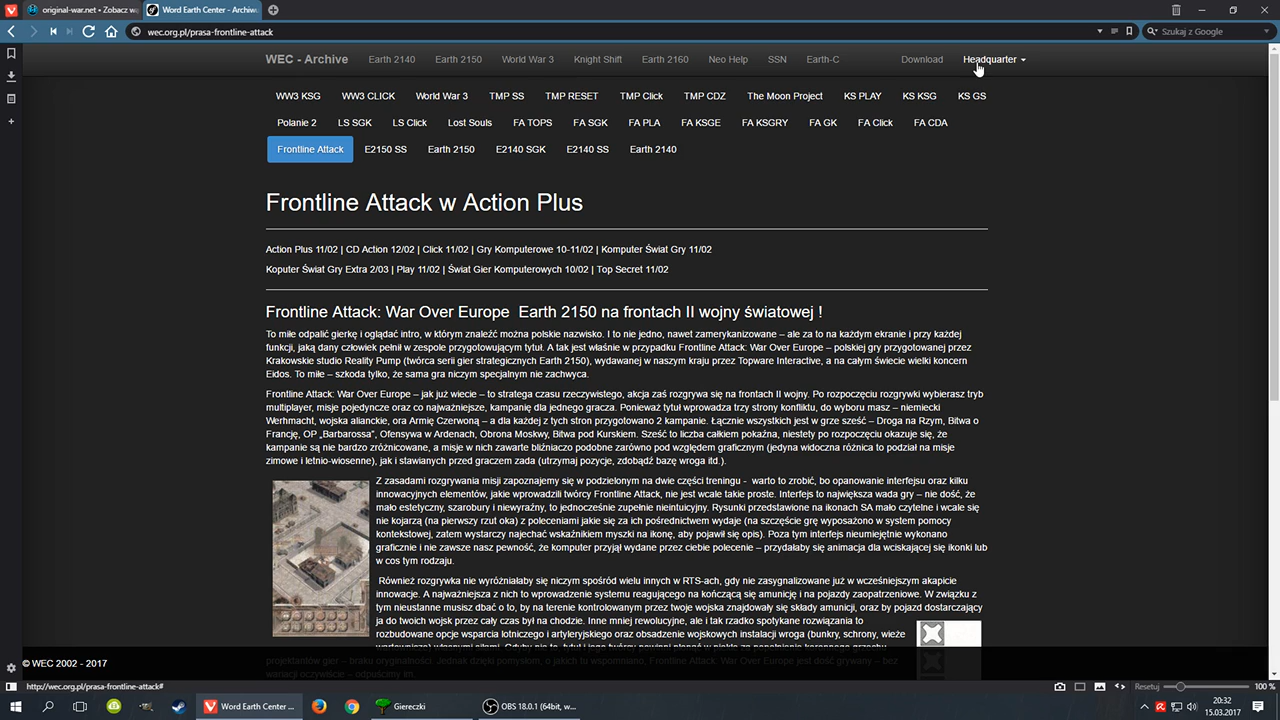 original-war.net • Zobacz w
Word Earth Center - Archiw
wec.org.pl/prasa-frontline-attack
Szukaj z Google
WEC - Archive Earth 2140 Earth 2150 World War 3 Knight Shift Earth 2160 Neo Help SSN Earth-C Download Headquarter
WW3 KSG WW3 CLICK World War 3 TMP SS TMP RESET TMP Click TMP CDZ The Moon Project KS PLAY KS KSG KS GS
Polanie 2 LS SGK LS Click Lost Souls FA TOPS FA SGK FA PLA FA KSGE FA KSGRY FA GK FA Click FA CDA
Frontline Attack E2150 SS Earth 2150 E2140 SGK E2140 SS Earth 2140
Frontline Attack w Action Plus
Action Plus 11/02 | CD Action 12/02 | Click 11/02 | Gry Komputerowe 10-11/02 | Komputer Świat Gry 11/02
Koputer Świat Gry Extra 2/03 | Play 11/02 | Świat Gier Komputerowych 10/02 | Top Secret 11/02
Frontline Attack: War Over Europe Earth 2150 na frontach II wojny światowej !
To miłe odpalić gierkę i oglądać intro, w którym znaleźć można polskie nazwisko. I to nie jedno, nawet zamerykanizowane – ale za to na każdym ekranie i przy każdej
funkcji, jaką dany człowiek pełnił w zespole przygotowującym tytuł. A tak jest właśnie w przypadku Frontline Attack: War Over Europe – polskiej gry przygotowanej przez
Krakowskie studio Reality Pump (twórca serii gier strategicznych Earth 2150), wydawanej w naszym kraju przez Topware Interactive, a na całym świecie wielki koncern
Eidos. To miłe – szkoda tylko, że sama gra niczym specjalnym nie zachwyca.
Frontline Attack: War Over Europe – jak już wiecie – to stratega czasu rzeczywistego, akcja zaś rozgrywa się na frontach II wojny. Po rozpoczęciu rozgrywki wybierasz tryb
multiplayer, misje pojedyncze oraz co najważniejsze, kampanię dla jednego gracza. Ponieważ tytuł wprowadza trzy strony konfliktu, do wyboru masz – niemiecki
Werhmacht, wojska alianckie, ora Armię Czerwoną – a dla każdej z tych stron przygotowano 2 kampanie. Łącznie wszystkich jest w grze sześć – Droga na Rzym, Bitwa o
Francję, OP „Barbarossa”, Ofensywa w Ardenach, Obrona Moskwy, Bitwa pod Kurskiem. Sześć to liczba całkiem pokaźna, niestety po rozpoczęciu okazuje się, że
kampanie są nie bardzo zróżnicowane, a misje w nich zawarte bliźniaczo podobne zarówno pod względem graficznym (jedyna widoczna różnica to podział na misje
zimowe i letnio-wiosenne), jak i stawianych przed graczem zada (utrzymaj pozycje, zdobądź bazę wroga itd.).
Z zasadami rozgrywania misji zapoznajemy się w podzielonym na dwie części treningu - warto to zrobić, bo opanowanie interfejsu oraz kilku
innowacyjnych elementów, jakie wprowadzili twórcy Frontline Attack, nie jest wcale takie proste. Interfejs to największa wada gry – nie dość, że
mało estetyczny, szarobury i niewyraźny, to jednocześnie zupełnie nieintuicyjny. Rysunki przedstawione na ikonach SA mało czytelne i wcale się
nie kojarzą (na pierwszy rzut oka) z poleceniami jakie się za ich pośrednictwem wydaje (na szczęście grę wyposażono w system pomocy
kontekstowej, zatem wystarczy najechać wskaźnikiem myszki na ikonę, aby pojawił się opis). Poza tym interfejs nieumiejętnie wykonano
graficznie i nie zawsze nasz pewność, że komputer przyjął wydane przez ciebie polecenie – przydałaby się animacja dla wciskającej się ikonki lub
w cos tym rodzaju.
Również rozgrywka nie wyróżniałaby się niczym spośród wielu innych w RTS-ach, gdy nie zasygnalizowane już w wcześniejszym akapicie
innowacje. A najważniejsza z nich to wprowadzenie systemu reagującego na kończącą się amunicję i na pojazdy zaopatrzeniowe. W związku z
tym nieustanne musisz dbać o to, by na terenie kontrolowanym przez twoje wojska znajdowały się składy amunicji, oraz by pojazd dostarczający
ja do twoich wojsk przez cały czas był na chodzie. Inne mniej rewolucyjne, ale i tak rzadko spotykane rozwiązania to
rozbudowane opcje wsparcia lotniczego i artyleryjskiego oraz obsadzenie wojskowych instalacji wroga (bunkry, schrony, wieże
projektantów gier – braku oryginalności. Jednak dzięki pomysłom, o jakich tu wspomniano, Frontline Attack. War Over Europe jest dość grywany – bez
wariacji oczywiście – odpuścimy im.
© WEC 2002 - 2017
http://wec.org.pl/prasa-frontline-attack#
Resetuj 100 %
Word Earth Center ...
Giereczki
OBS 18.0.1 (64bit, w...
20:32
15.03.2017